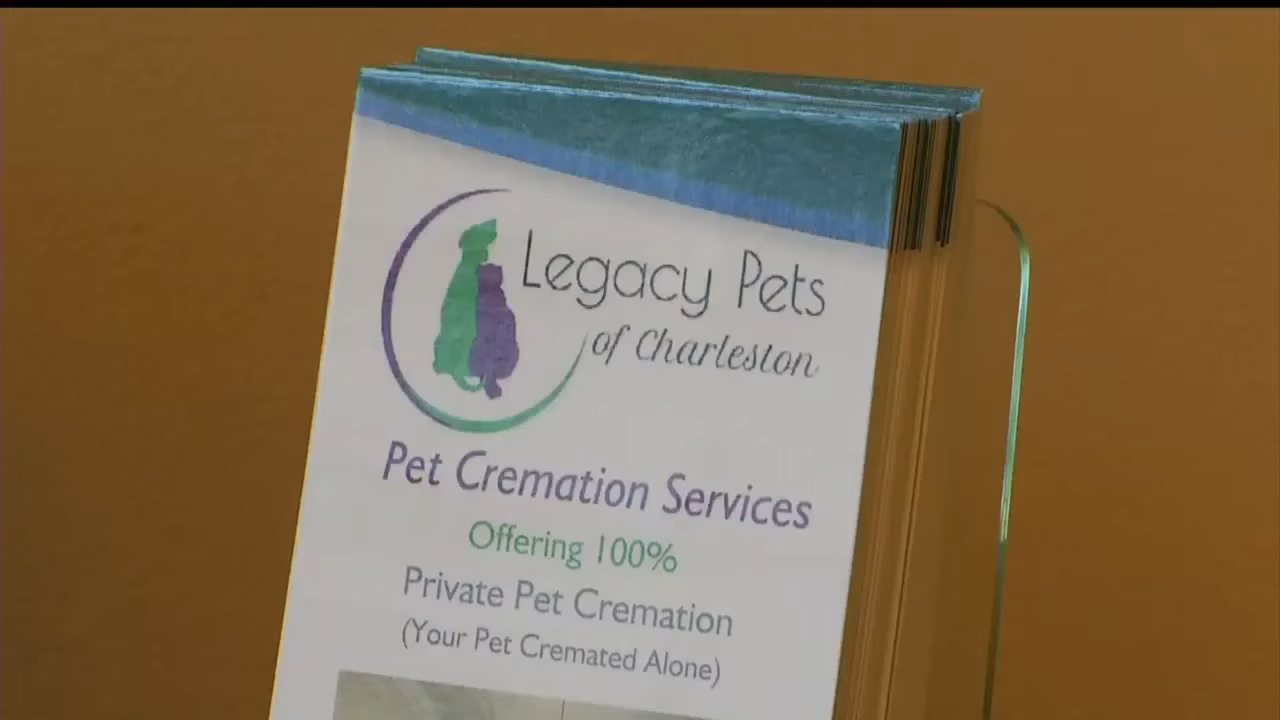 Legacy Pets
of Charleston
Pet Cremation Services
Offering 100%
Private Pet Cremation
(Your Pet Cremated Alone)